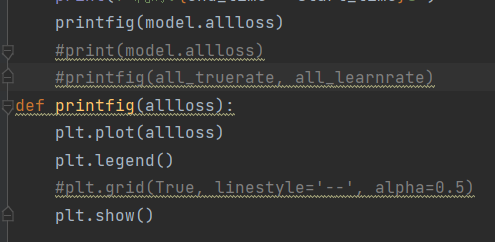 printfig(model.allloss)
#print(model.allloss)
#printfig(all_truerate, all_learnrate)
def printfig(allloss):
plt.plot(allloss)
plt.legend()
#plt.grid(True, linestyle='--', alpha=0.5)
plt.show()